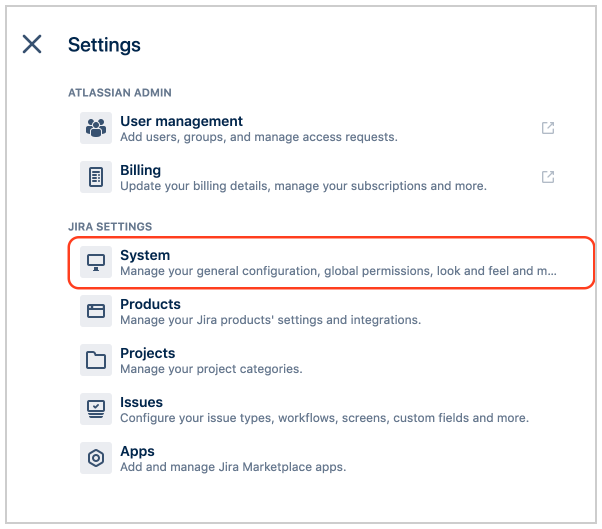 Settings
ATLASSIAN ADMIN
User management
Add users, groups, and manage access requests.
Billing
Update your billing details, manage your subscriptions and more.
JIRA SETTINGS
System
Manage your general configuration, global permissions, look and feel and m...
Products
Manage your Jira products' settings and integrations.
Projects
Manage your project categories.
Issues
Configure your issue types, workflows, screens, custom fields and more.
Apps
Add and manage Jira Marketplace apps.